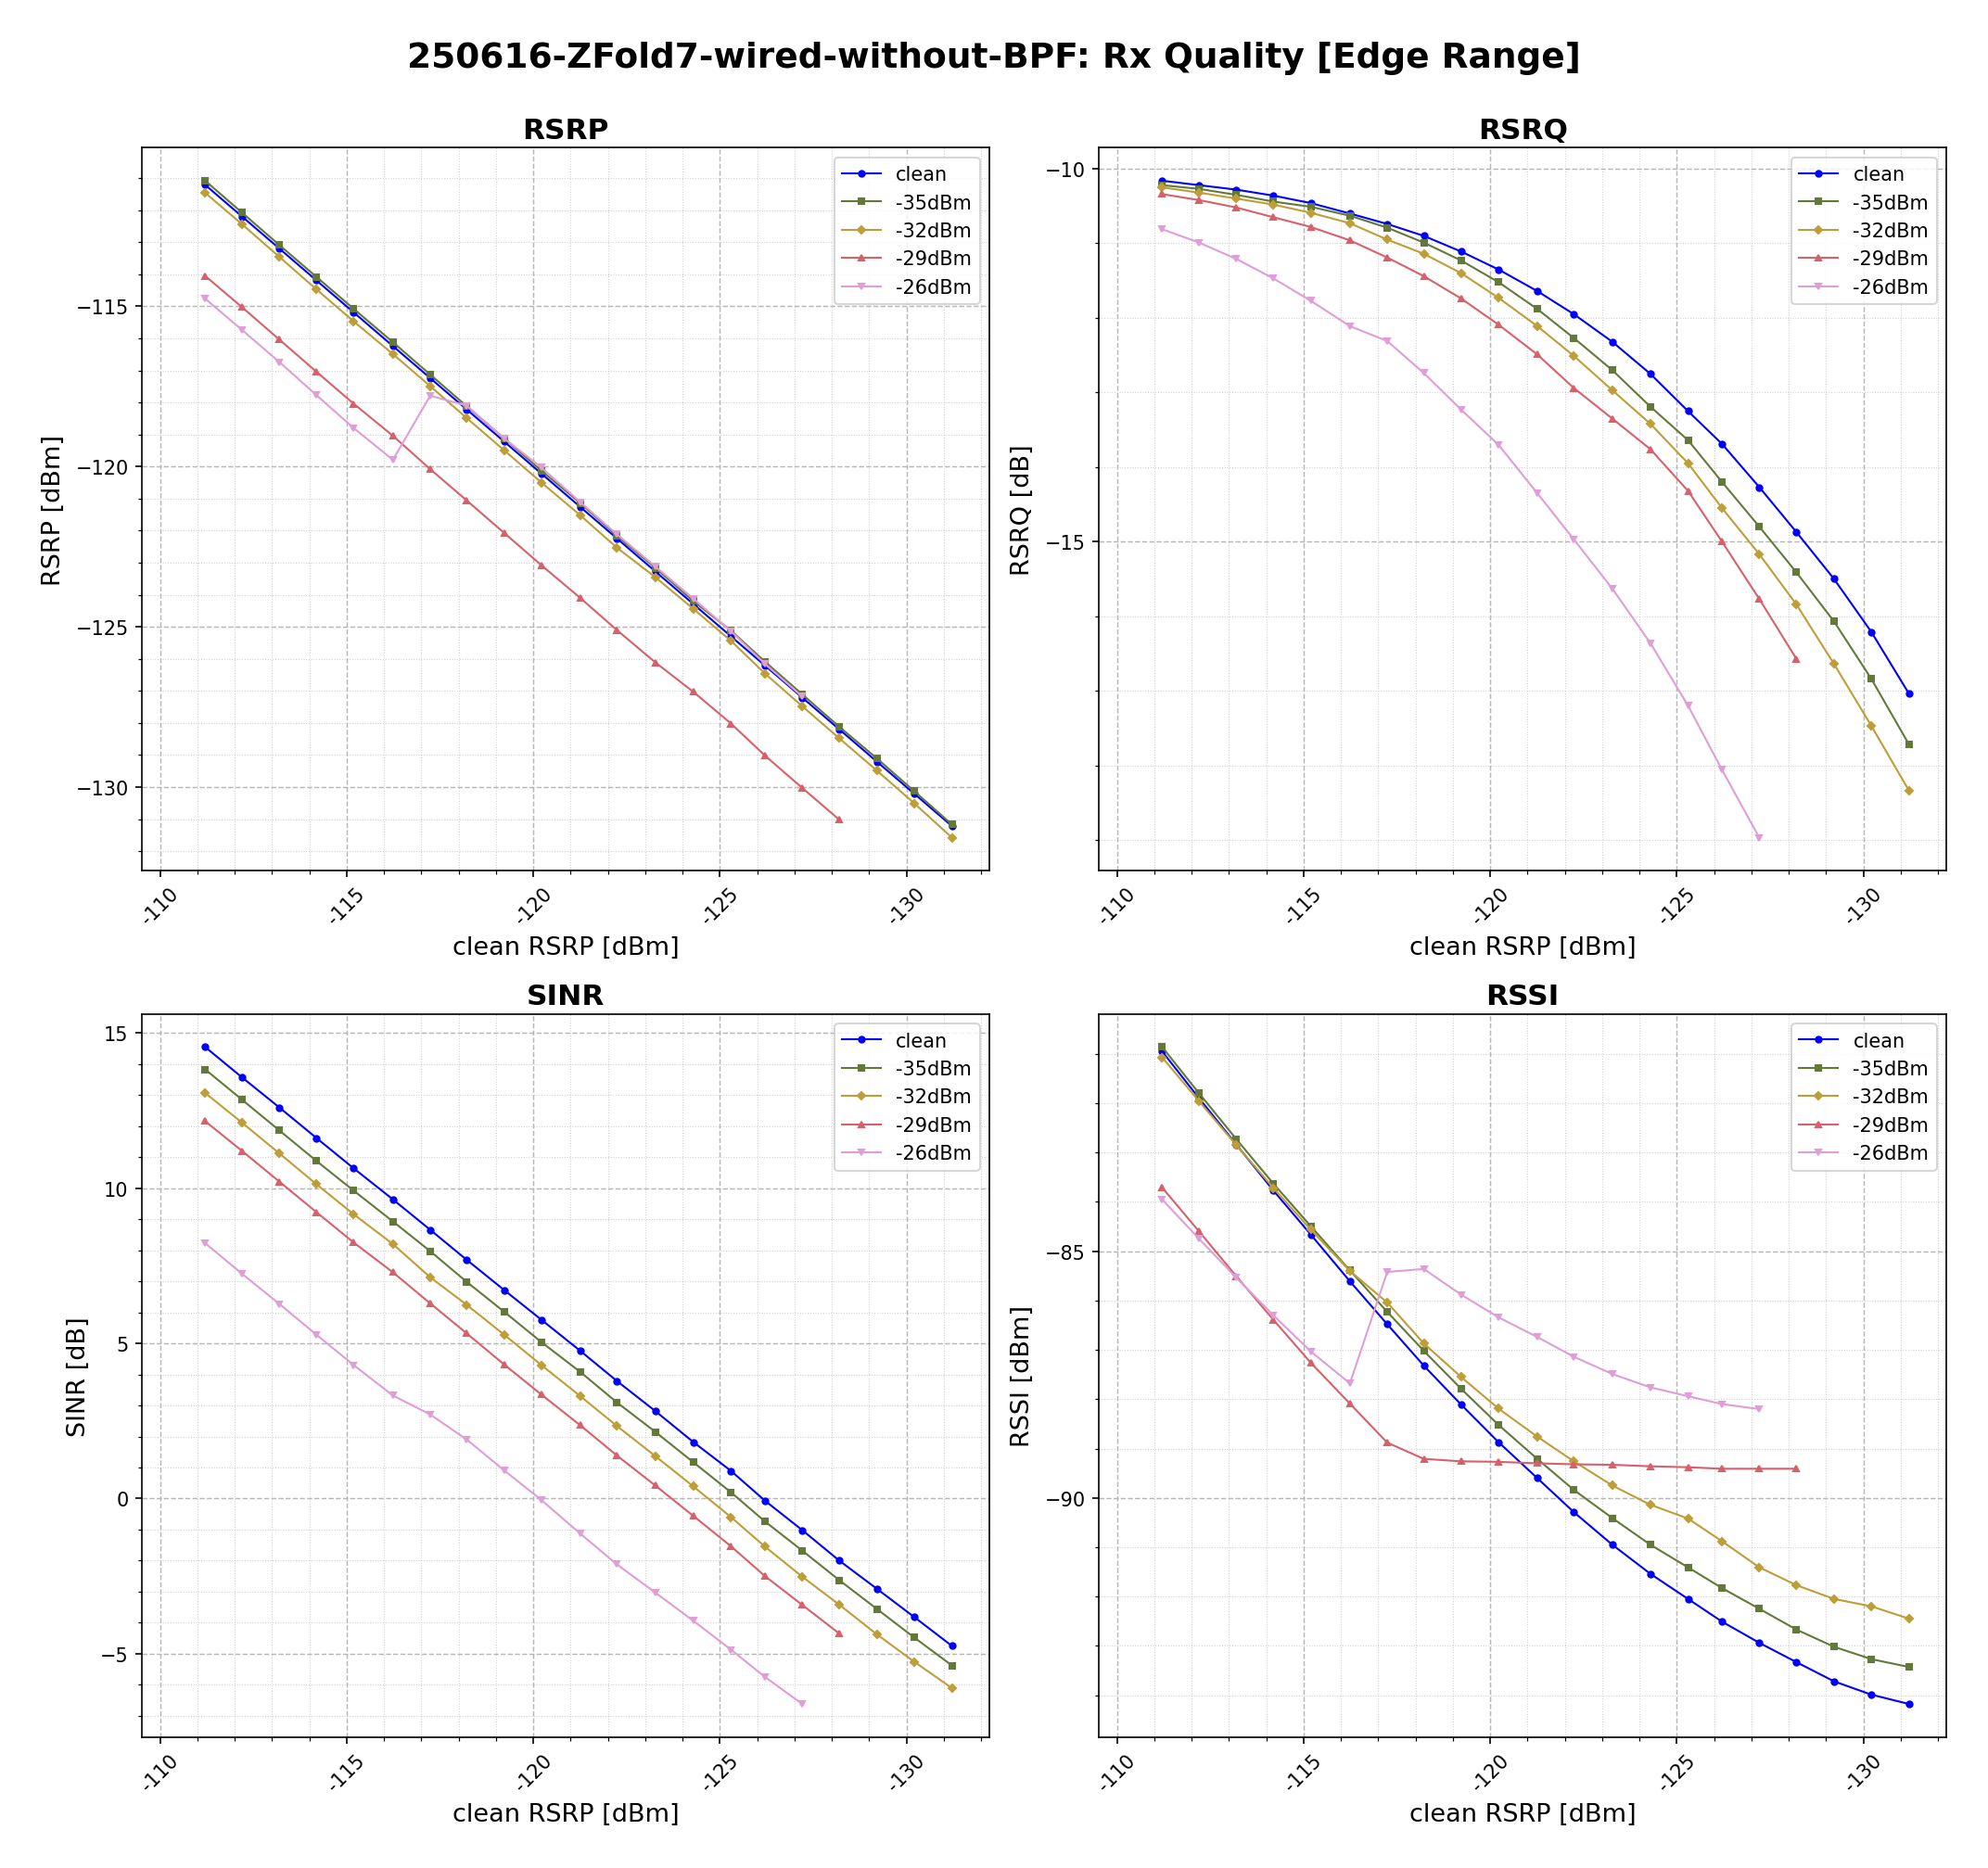 250616-ZFold7-wired-without-BPF: Rx Quality [Edge Range]
RSRP
RSRP [dBm]
−115
−120
−125
−130
clean
-35dBm
-32dBm
-29dBm
-26dBm
-110
-115
-120
-125
-130
clean RSRP [dBm]
RSRQ
RSRQ [dB]
−10
−15
clean
-35dBm
-32dBm
-29dBm
-26dBm
-110
-115
-120
-125
-130
clean RSRP [dBm]
SINR
SINR [dB]
15
10
5
0
−5
clean
-35dBm
-32dBm
-29dBm
-26dBm
-110
-115
-120
-125
-130
clean RSRP [dBm]
RSSI
RSSI [dBm]
−85
−90
clean
-35dBm
-32dBm
-29dBm
-26dBm
-110
-115
-120
-125
-130
clean RSRP [dBm]